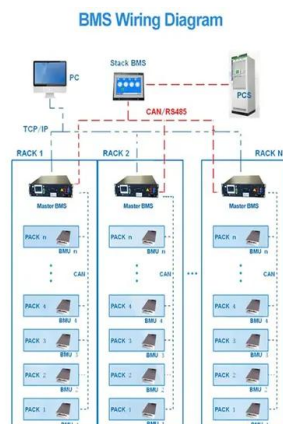 BMS Wiring Diagram
Stack BMS
PC
PCS
CAN/RS485
TCP/IP
RACK 1
RACK 2
RACK N
Master BMS
Master BMS
Master BMS
PACK n
PACK n
PACK n
BMU n
BMU n
BMU n
CAN
CAN
CAN
PACK 4
PACK 4
PACK 4
BMU 4
BMU 4
BMU 4
PACK 3
PACK 3
PACK 3
BMU 3
BMU 3
BMU 3
PACK 2
PACK 2
PACK 2
BMU 2
BMU 2
BMU 2
PACK 1
PACK 1
PACK 1